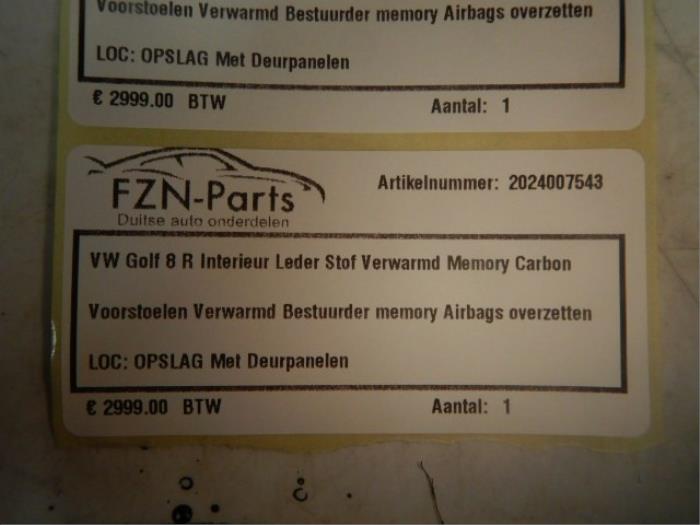 Voorstoelen Verwarmd Bestuurder memory Airbags overzetten
LOC: OPSLAG Met Deurpanelen
€ 2999.00 BTW Aantal: 1
FZN-Parts
Duitse auto onderdelen
Artikelnummer: 2024007543
VW Golf 8 R Interieur Leder Stof Verwarmd Memory Carbon
Voorstoelen Verwarmd Bestuurder memory Airbags overzetten
LOC: OPSLAG Met Deurpanelen
€ 2999.00 BTW Aantal: 1